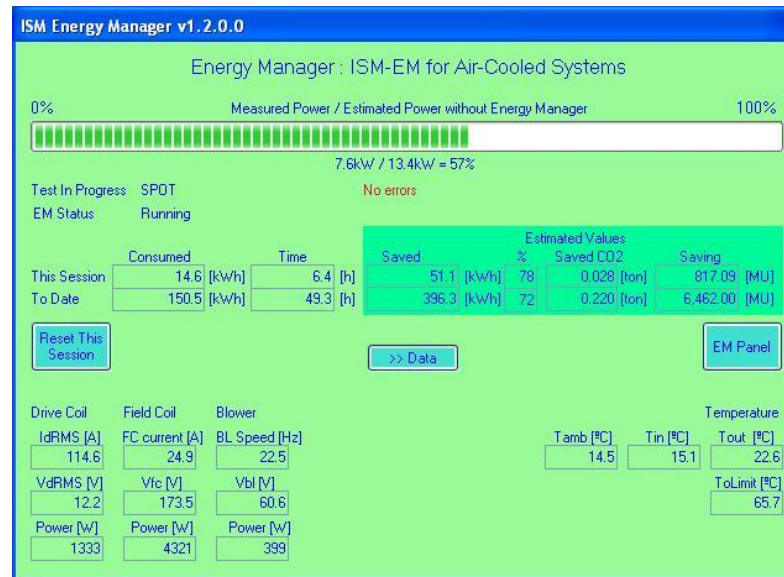 ISM Energy Manager v1.2.0.0
Energy Manager : ISM-EM for Air-Cooled Systems
0% Measured Power / Estimated Power without Energy Manager 100%
7.6kW / 13.4kW = 57%
Test In Progress SPOT No errors
EM Status Running
Estimated Values
Consumed Time Saved % Saved CO2 Saving
This Session 14.6 [kWh] 6.4 [h] 51.1 [kWh] 78 0.028 [ton] 817.09 [MU]
To Date 150.5 [kWh] 49.3 [h] 396.3 [kWh] 72 0.220 [ton] 6,462.00 [MU]
Reset This
Session
>> Data
EM Panel
Drive Coil Field Coil Blower Temperature
IdRMS [A] FC current [A] BL Speed [Hz] Tamb [ºC] Tin [ºC] Tout [ºC]
114.6 24.9 22.5 14.5 15.1 22.6
VdRMS [V] Vfc [V] Vbl [V] ToLimit [ºC]
12.2 173.5 60.6 65.7
Power [W] Power [W] Power [W]
1333 4321 399